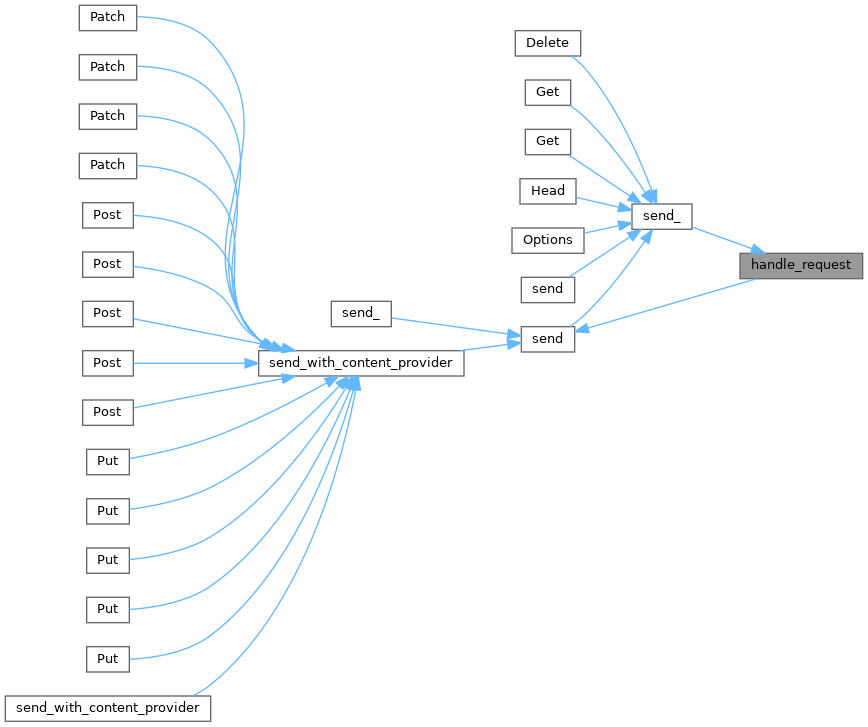 Patch
Patch
Patch
Patch
Post
Post
Post
Post
Post
Put
Put
Put
Put
Put
send_with_content_provider
send_with_content_provider
send_
Delete
Get
Get
Head
Options
send
send
send_
handle_request